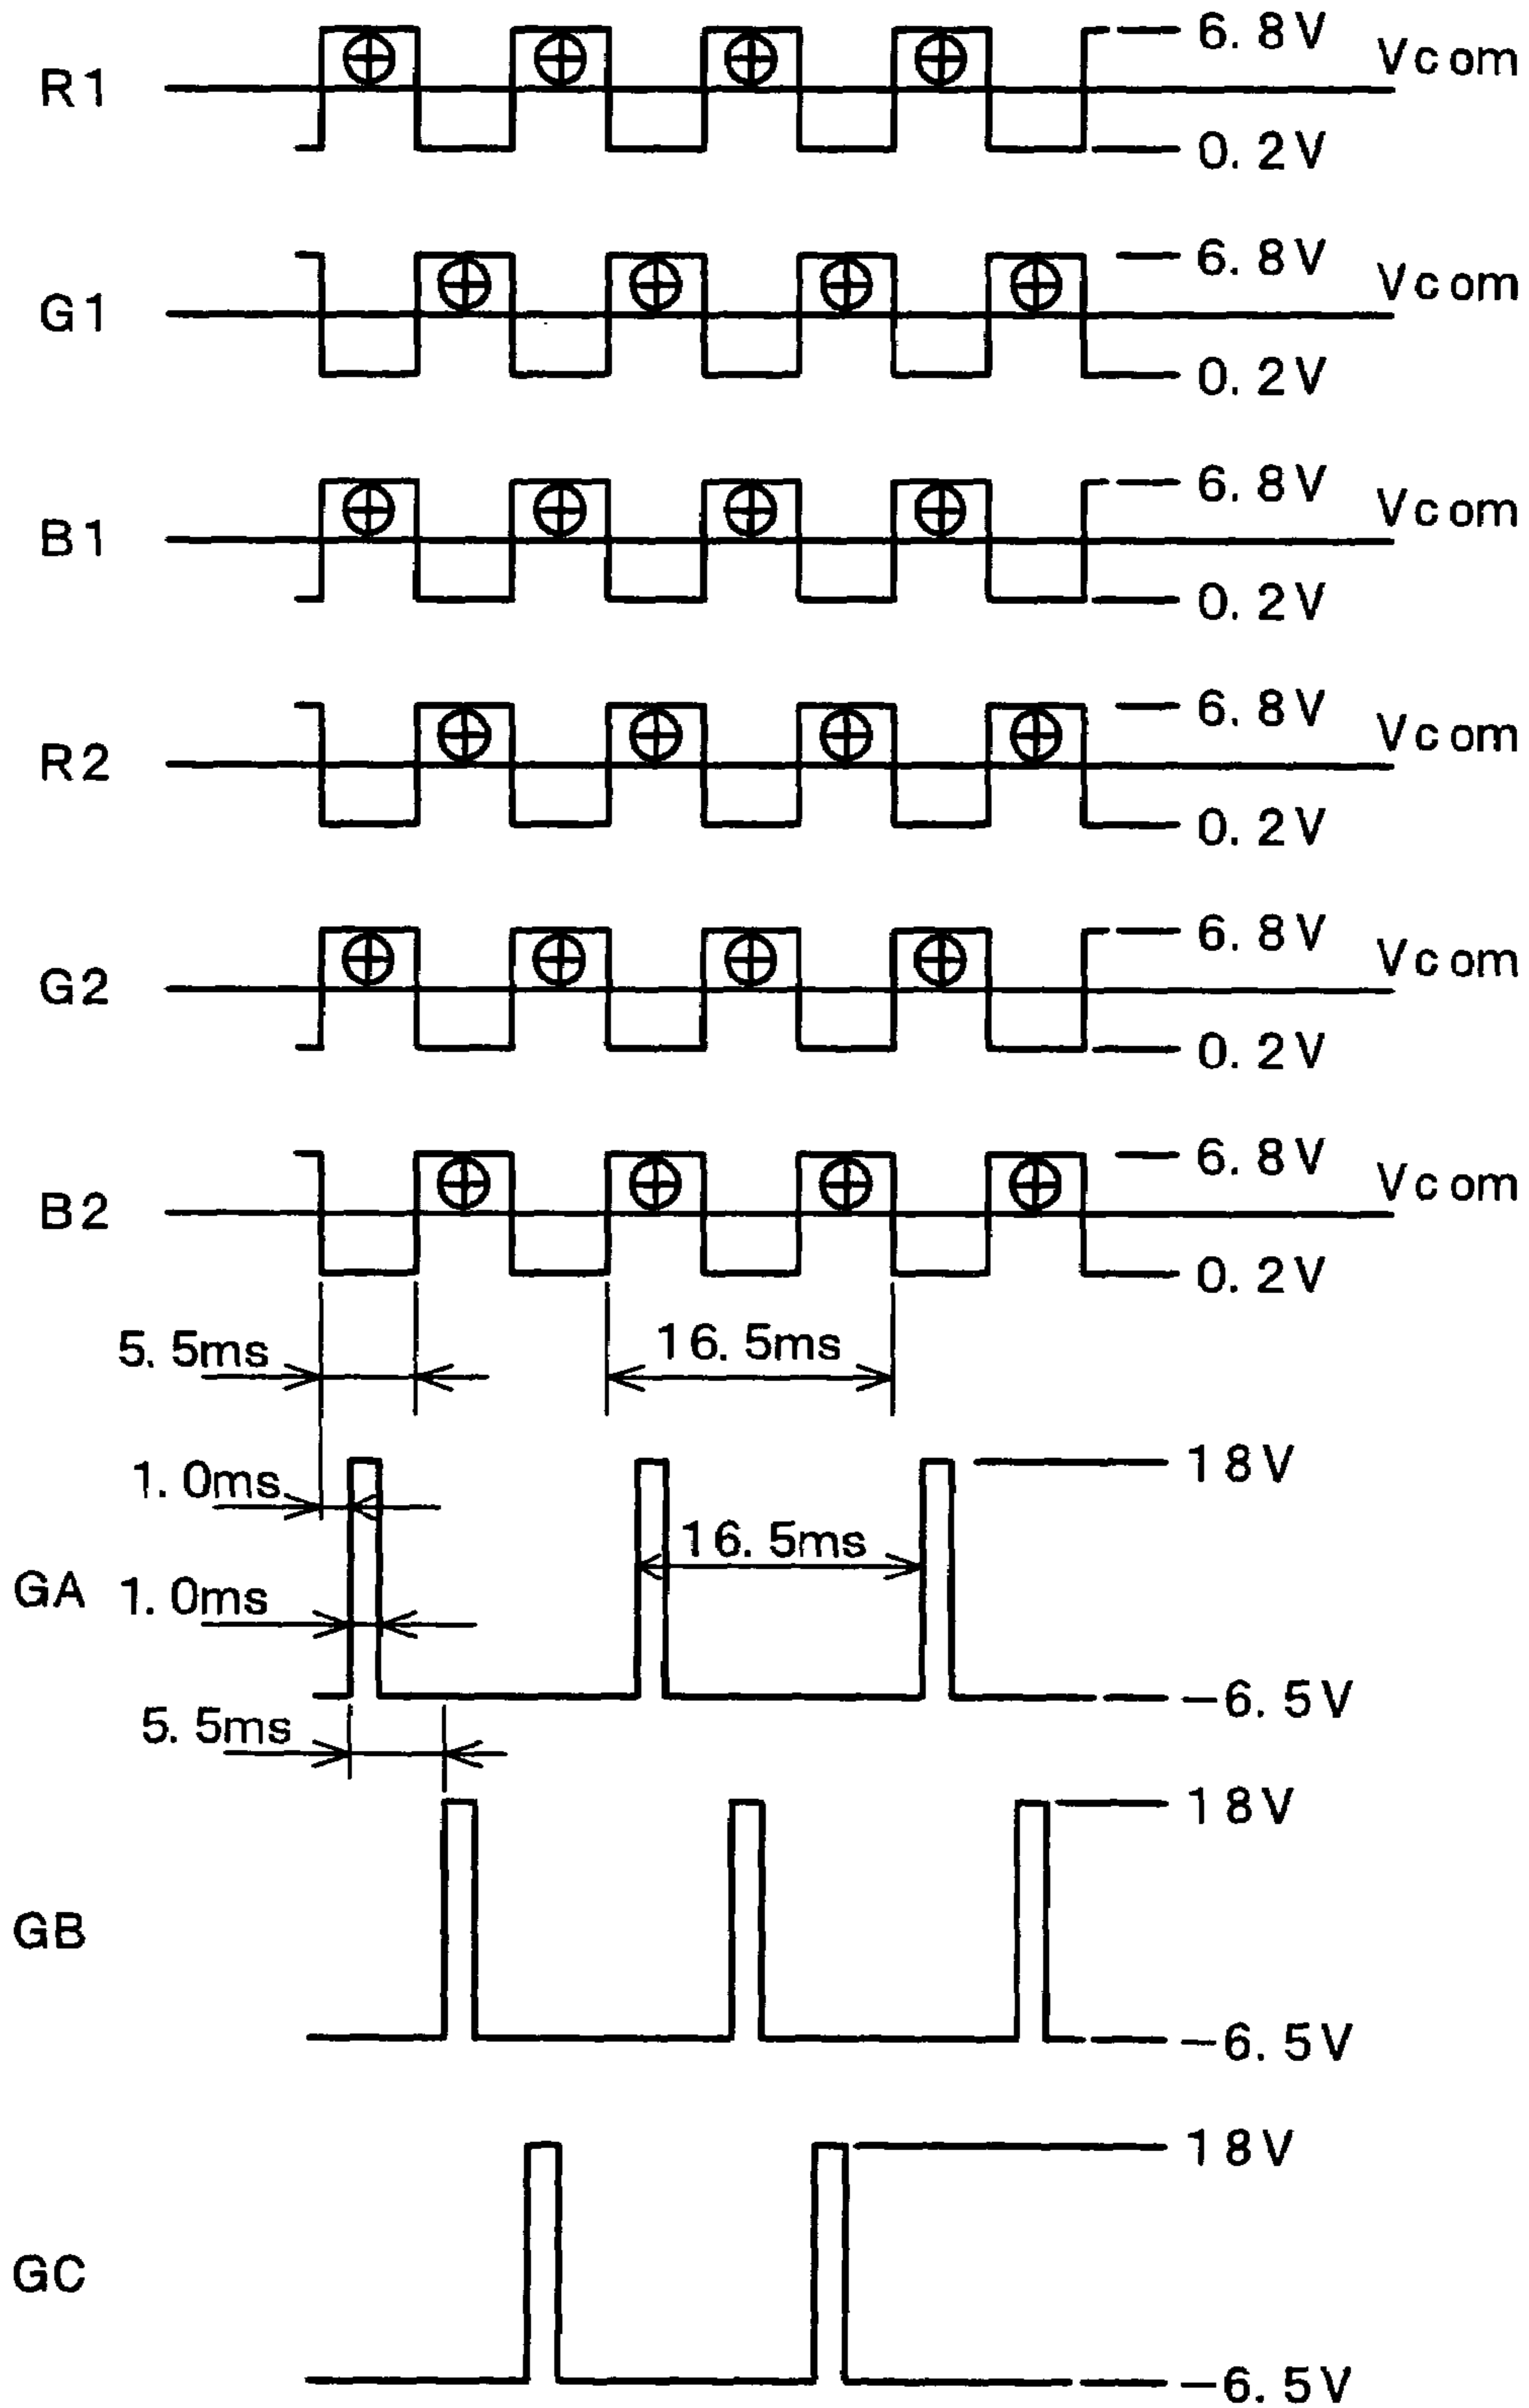 6.8V
Vcom
R1
0.2V
6.8V
Vcom
G1
0.2V
6.8V
Vcom
B1
0.2V
6.8V
Vcom
R2
0.2V
6.8V
Vcom
G2
0.2V
6.8V
Vcom
B2
0.2V
5.5ms
16.5ms
18V
1.0ms
16.5ms
GA
1.0ms
-6.5V
5.5ms
18V
GB
-6.5V
18V
GC
-6.5V